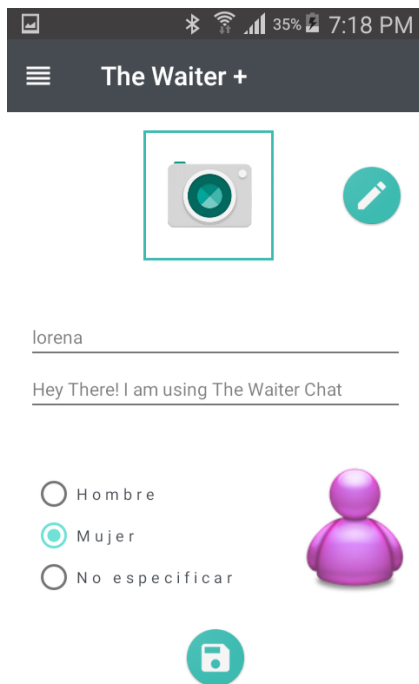 35% 7:18 PM
The Waiter +
lorena
Hey There! I am using The Waiter Chat
Hombre
Mujer
No especificar